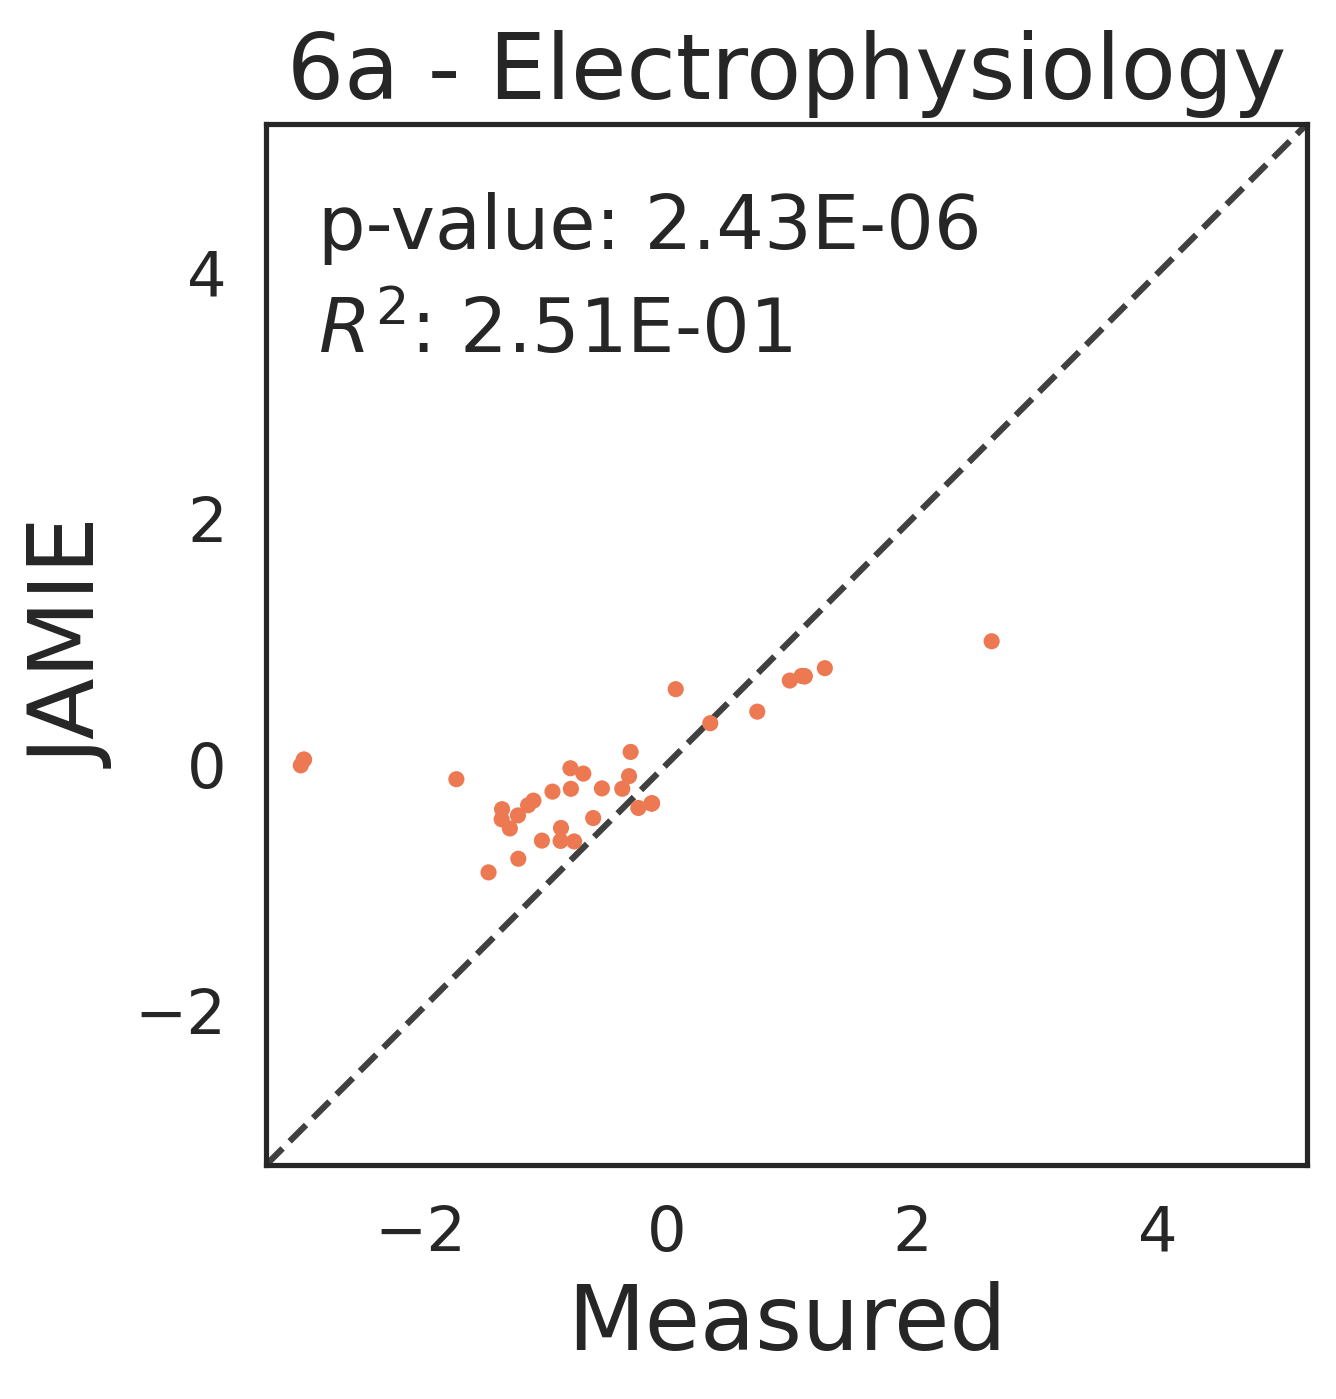 6a - Electrophysiology
p-value: 2.43E-06
R²: 2.51E-01
4
2
0
−2
JAMIE
−2 0 2 4
Measured